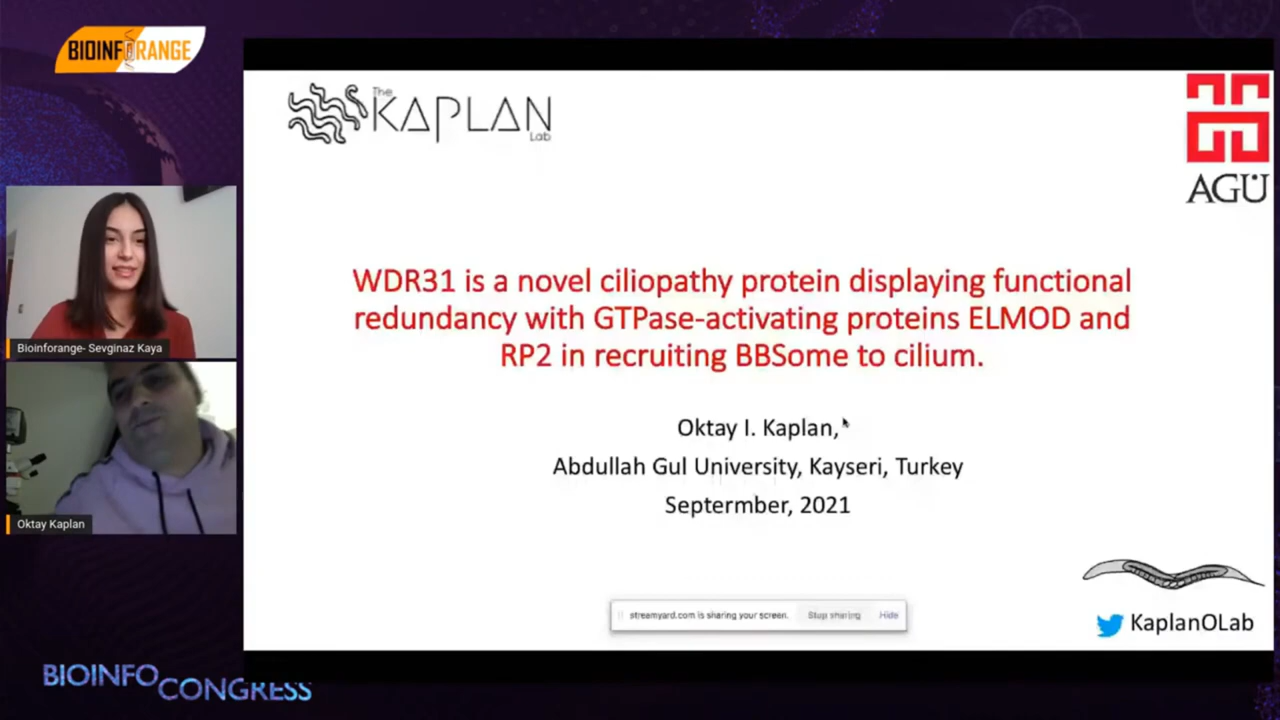 BIOINFORANGE
The
KAPLAN
Lab
AGÜ
WDR31 is a novel ciliopathy protein displaying functional
redundancy with GTPase-activating proteins ELMOD and
RP2 in recruiting BBSome to cilium.
Oktay I. Kaplan,
Abdullah Gul University, Kayseri, Turkey
Septermber, 2021
Bioinforange- Sevginaz Kaya
Oktay Kaplan
streamyard.com is sharing your screen. Stop sharing Hide
KaplanOLab
BIOINFO CONGRESS